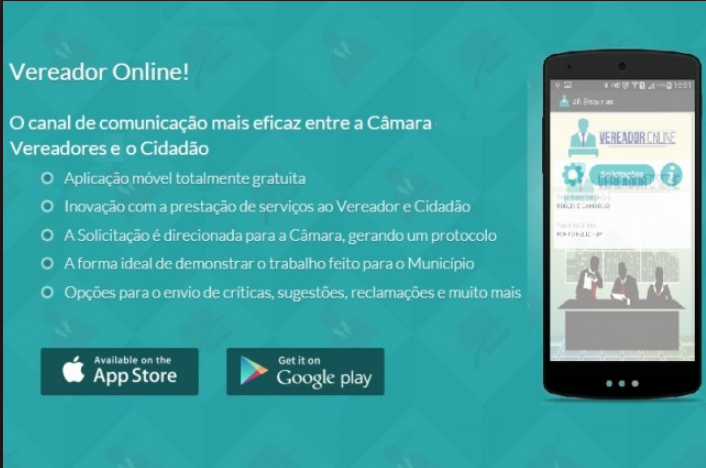 Vereador Online!
O canal de comunicação mais eficaz entre a Câmara
Vereadores e o Cidadão
Aplicação móvel totalmente gratuita
Inovação com a prestação de serviços ao Vereador e Cidadão
A Solicitação é direcionada para a Câmara, gerando um protocolo
A forma ideal de demonstrar o trabalho feito para o Município
Opções para o envio de críticas, sugestões, reclamações e muito mais
Available on the
App Store
Get it on
Google play
VEREADOR ONLINE
Solicitações